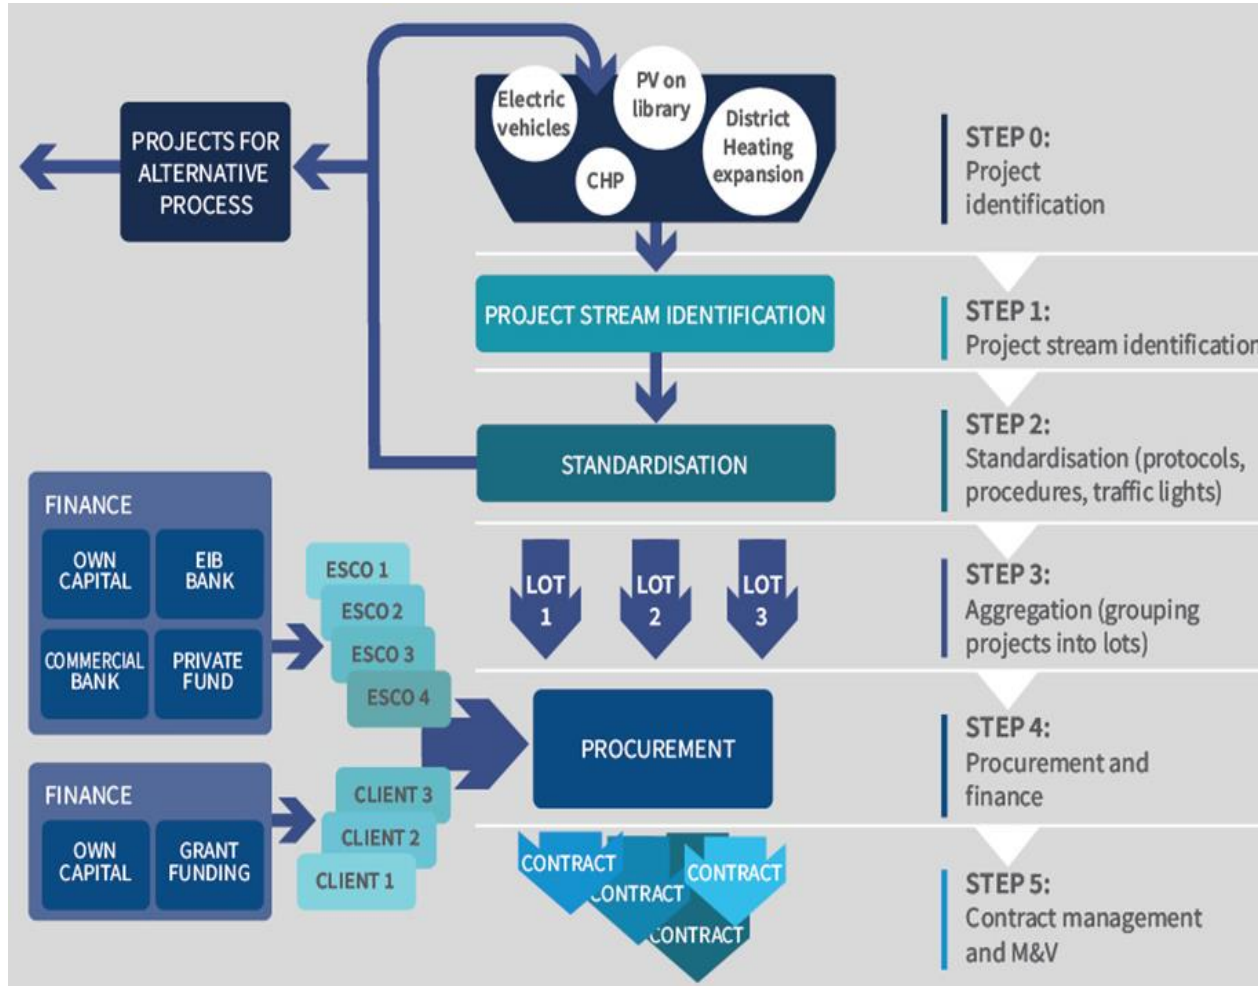 Electric
vehicles
PV on
library
District
Heating
expansion
CHP
PROJECTS FOR
ALTERNATIVE
PROCESS
STEP 0:
Project
identification
PROJECT STREAM IDENTIFICATION
STEP 1:
Project stream identification
STANDARDISATION
STEP 2:
Standardisation (protocols,
procedures, traffic lights)
FINANCE
OWN
CAPITAL
EIB
BANK
COMMERCIAL
BANK
PRIVATE
FUND
ESCO 1
ESCO 2
ESCO 3
ESCO 4
LOT
1
LOT
2
LOT
3
STEP 3:
Aggregation (grouping
projects into lots)
PROCUREMENT
STEP 4:
Procurement and
finance
FINANCE
OWN
CAPITAL
GRANT
FUNDING
CLIENT 3
CLIENT 2
CLIENT 1
CONTRACT
CONTRACT
CONTRACT
CONTRACT
STEP 5:
Contract management
and M&V